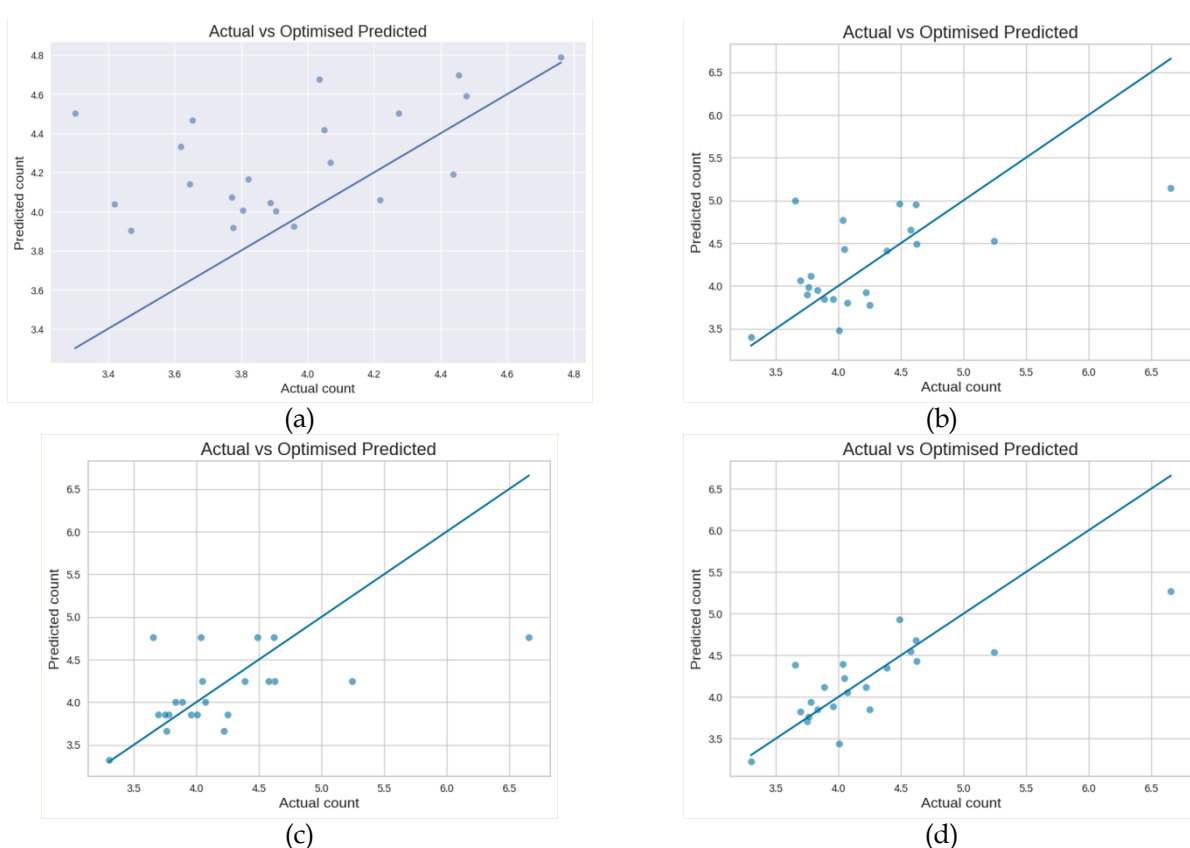 Actual vs Optimised Predicted
4.8
4.6
4.4
4.2
4.0
3.8
3.6
3.4
Predicted count
3.4 3.6 3.8 4.0 4.2 4.4 4.6 4.8
Actual count
(a)
Actual vs Optimised Predicted
6.5
6.0
5.5
5.0
4.5
4.0
3.5
Predicted count
3.5 4.0 4.5 5.0 5.5 6.0 6.5
Actual count
(b)
Actual vs Optimised Predicted
6.5
6.0
5.5
5.0
4.5
4.0
3.5
Predicted count
3.5 4.0 4.5 5.0 5.5 6.0 6.5
Actual count
(c)
Actual vs Optimised Predicted
6.5
6.0
5.5
5.0
4.5
4.0
3.5
Predicted count
3.5 4.0 4.5 5.0 5.5 6.0 6.5
Actual count
(d)